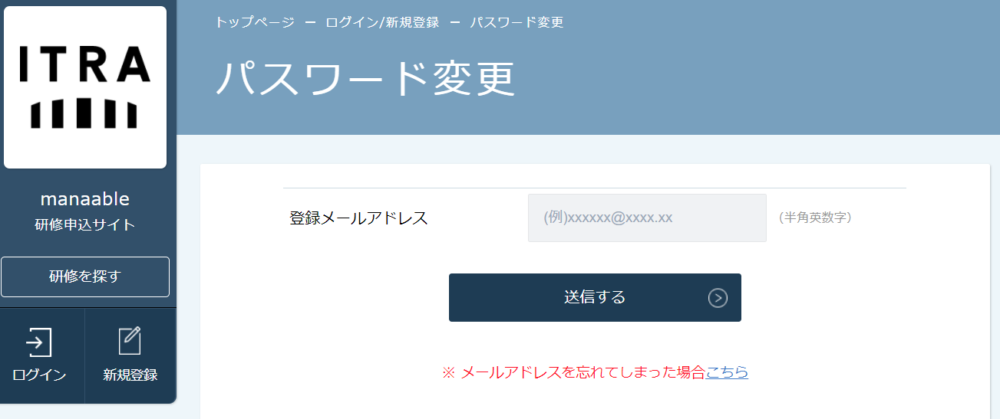 ITRA
manaable
研修申込サイト
研修を探す
ログイン
新規登録
トップページ ー ログイン/新規登録 ー パスワード変更
パスワード変更
登録メールアドレス
(例)xxxxxx@xxxx.xx
(半角英数字)
送信する
※ メールアドレスを忘れてしまった場合こちら